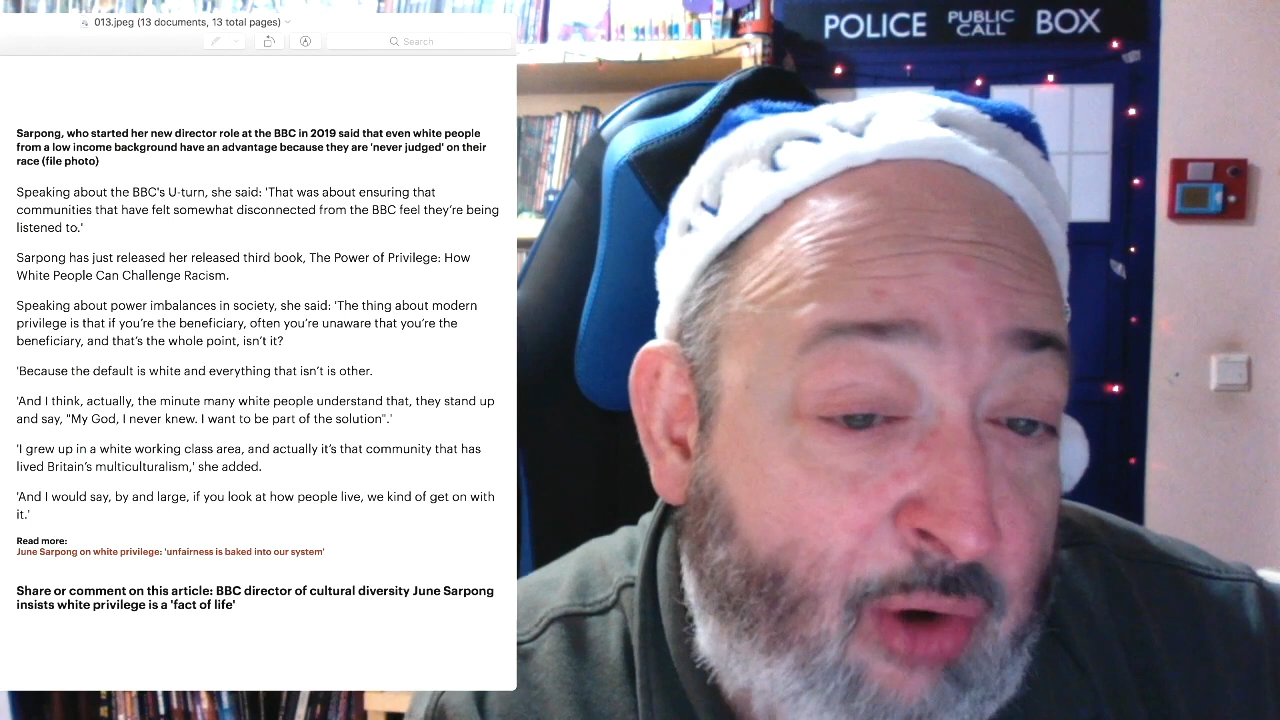 013.jpeg (13 documents, 13 total pages)
Search
POLICE PUBLIC CALL BOX
Sarpong, who started her new director role at the BBC in 2019 said that even white people
from a low income background have an advantage because they are 'never judged' on their
race (file photo)
Speaking about the BBC's U-turn, she said: 'That was about ensuring that
communities that have felt somewhat disconnected from the BBC feel they're being
listened to.'
Sarpong has just released her released third book, The Power of Privilege: How
White People Can Challenge Racism.
Speaking about power imbalances in society, she said: 'The thing about modern
privilege is that if you're the beneficiary, often you're unaware that you're the
beneficiary, and that's the whole point, isn't it?
'Because the default is white and everything that isn't is other.
'And I think, actually, the minute many white people understand that, they stand up
and say, "My God, I never knew. I want to be part of the solution".'
'I grew up in a white working class area, and actually it's that community that has
lived Britain's multiculturalism,' she added.
'And I would say, by and large, if you look at how people live, we kind of get on with
it.'
Read more:
June Sarpong on white privilege: 'unfairness is baked into our system'
Share or comment on this article: BBC director of cultural diversity June Sarpong
insists white privilege is a 'fact of life'